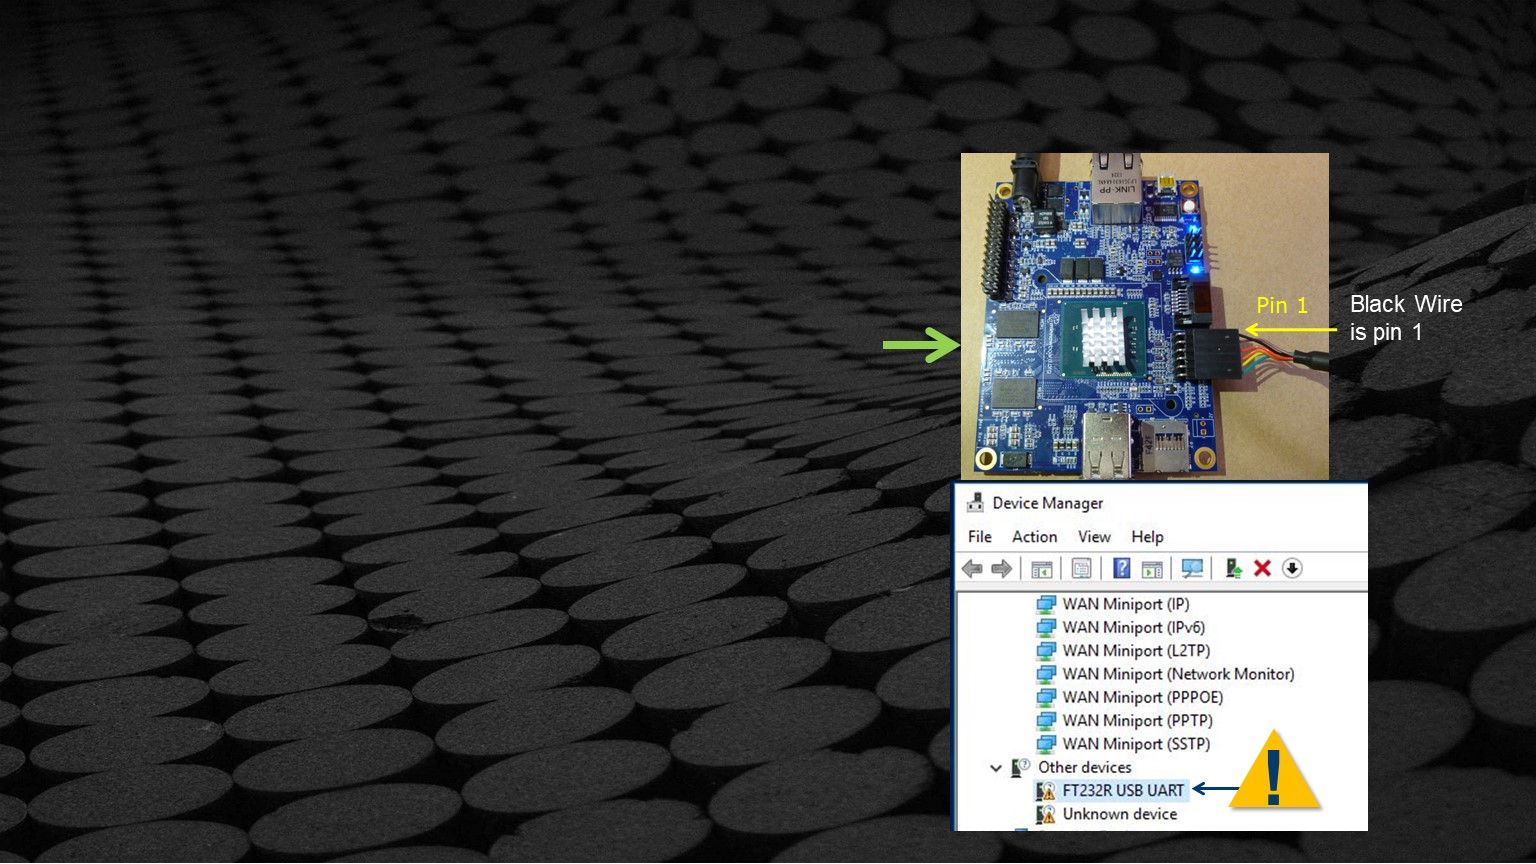 LINK-PP
Pin 1
Black Wire
is pin 1
Device Manager
File Action View Help
WAN Miniport (IP)
WAN Miniport (IPv6)
WAN Miniport (L2TP)
WAN Miniport (Network Monitor)
WAN Miniport (PPPOE)
WAN Miniport (PPTP)
WAN Miniport (SSTP)
Other devices
FT232R USB UART
!
Unknown device